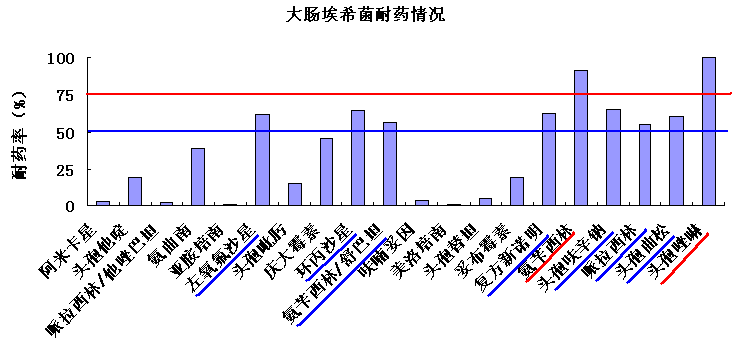 大肠埃希菌耐药情况
耐药率（%）
100
75
50
25
0
阿米卡星
头孢他啶
哌拉西林/他唑巴坦
氨曲南
亚胺培南
左氧氟沙星
头孢吡肟
庆大霉素
环丙沙星
氨苄西林/舒巴坦
呋喃妥因
美洛培南
头孢替坦
妥布霉素
复方新诺明
氨苄西林
头孢呋辛钠
哌拉西林
头孢曲松
头孢唑啉